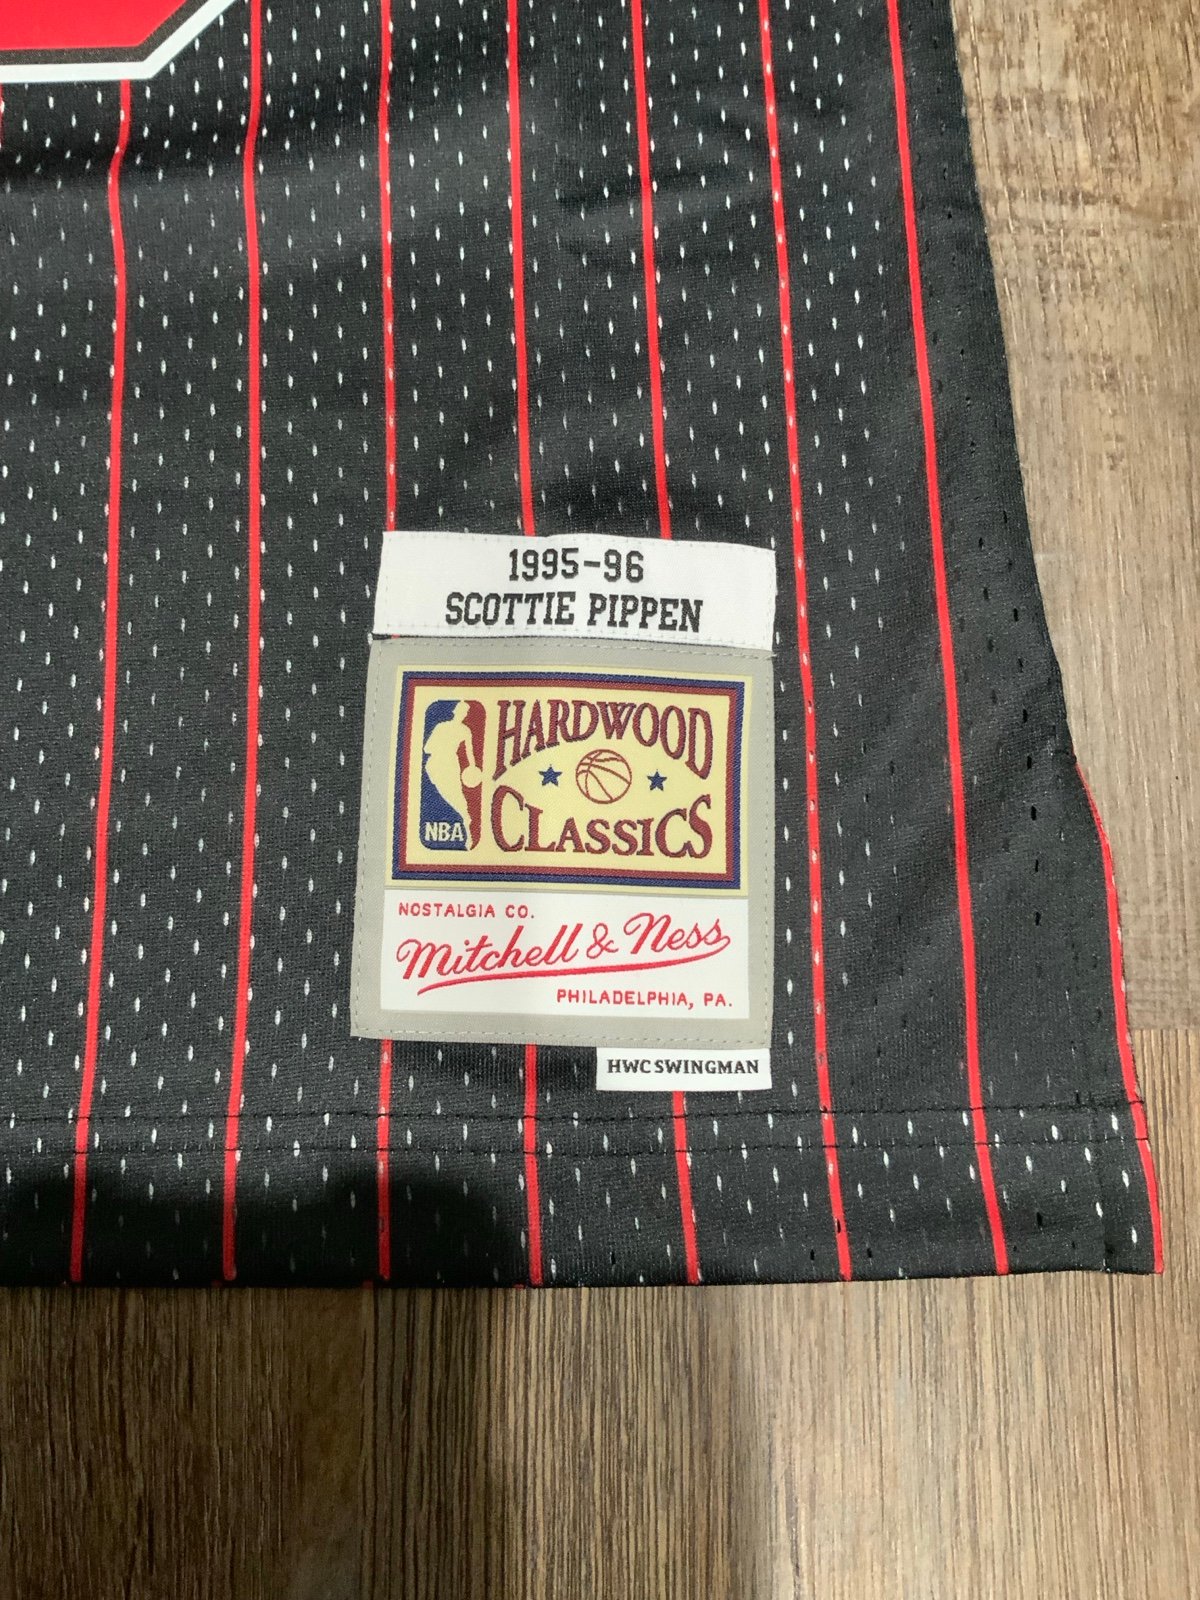 1995-96
SCOTTIE PIPPEN
HARDWOOD
CLASSICS
NBA
NOSTALGIA CO.
Mitchell & Ness
PHILADELPHIA, PA.
HWC SWINGMAN